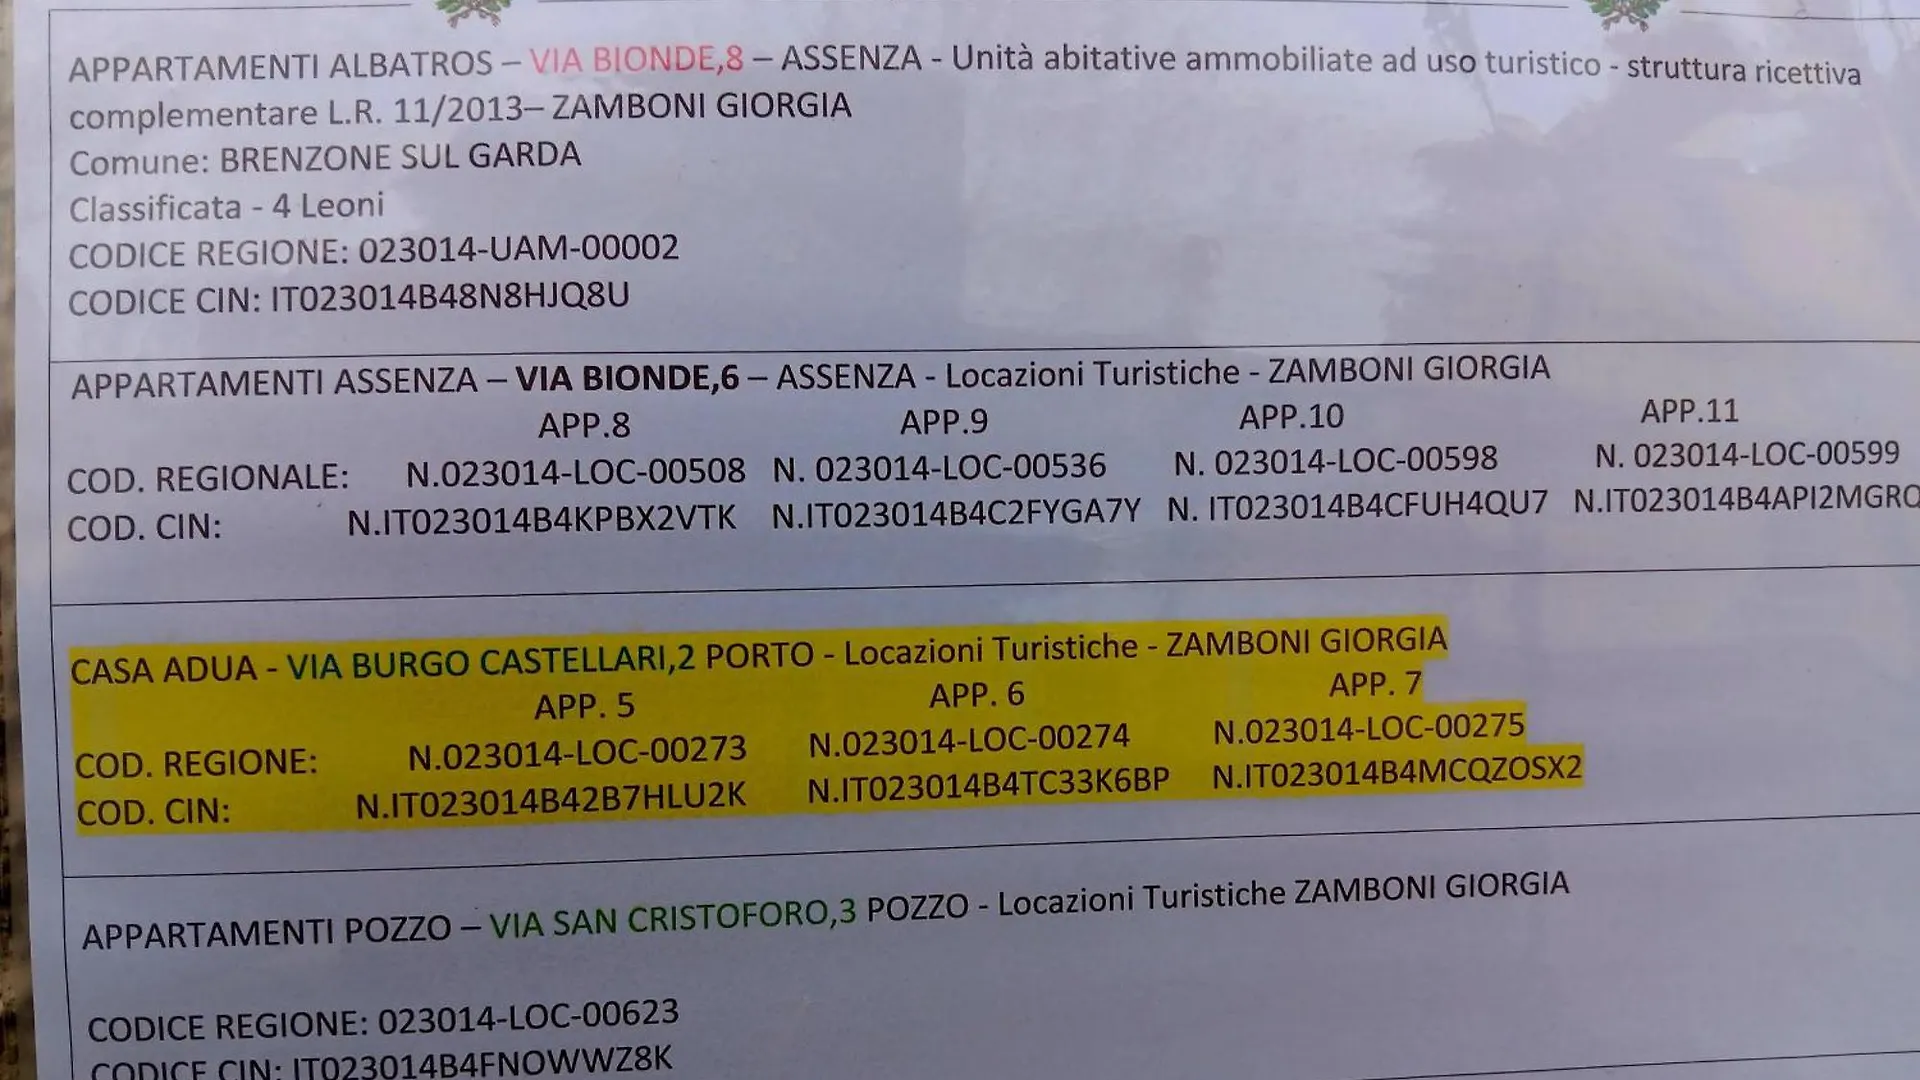 APPARTAMENTI ALBATROS – VIA BIONDE,8 – ASSENZA - Unità abitative ammobiliate ad uso turistico - struttura ricettiva
complementare L.R. 11/2013– ZAMBONI GIORGIA
Comune: BRENZONE SUL GARDA
Classificata - 4 Leoni
CODICE REGIONE: 023014-UAM-00002
CODICE CIN: IT023014B48N8HJQ8U
APPARTAMENTI ASSENZA – VIA BIONDE,6 – ASSENZA - Locazioni Turistiche - ZAMBONI GIORGIA
APP.8 APP.9 APP.10 APP.11
COD. REGIONALE: N.023014-LOC-00508 N. 023014-LOC-00536 N. 023014-LOC-00598 N. 023014-LOC-00599
COD. CIN: N.IT023014B4KPBX2VTK N.IT023014B4C2FYGA7Y N. IT023014B4CFUH4QU7
CASA ADUA - VIA BURGO CASTELLARI,2 PORTO - Locazioni Turistiche - ZAMBONI GIORGIA
APP. 5 APP. 6 APP. 7
COD. REGIONE: N.023014-LOC-00273 N.023014-LOC-00274 N.023014-LOC-00275
COD. CIN: N.IT023014B42B7HLU2K N.IT023014B4TC33K6BP N.IT023014B4MCQZOSX2
APPARTAMENTI POZZO – VIA SAN CRISTOFORO,3 POZZO - Locazioni Turistiche ZAMBONI GIORGIA
CODICE REGIONE: 023014-LOC-00623
CODICE CIN: IT023014B4FNOWWZ8K